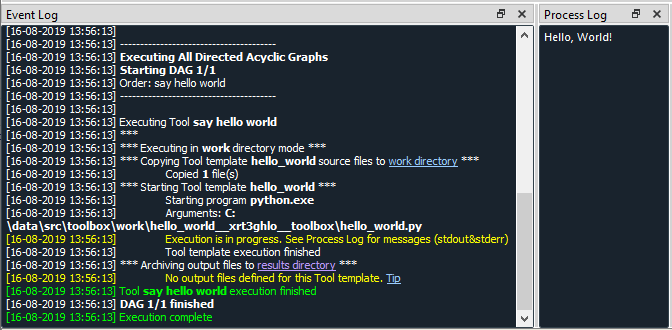 Event Log
Process Log
[16-08-2019 13:56:13]
[16-08-2019 13:56:13] ---------------------------------------
[16-08-2019 13:56:13] Executing All Directed Acyclic Graphs
[16-08-2019 13:56:13] Starting DAG 1/1
[16-08-2019 13:56:13] Order: say hello world
[16-08-2019 13:56:13] ---------------------------------------
[16-08-2019 13:56:13]
[16-08-2019 13:56:13] Executing Tool say hello world
[16-08-2019 13:56:13] ***
[16-08-2019 13:56:13] *** Executing in work directory mode ***
[16-08-2019 13:56:13] *** Copying Tool template hello_world source files to work directory ***
[16-08-2019 13:56:13] Copied 1 file(s)
[16-08-2019 13:56:13] *** Starting Tool template hello_world ***
[16-08-2019 13:56:13] Starting program python.exe
[16-08-2019 13:56:13] Arguments: C:
\data\src\toolbox\work\hello_world__xrt3ghlo__toolbox\hello_world.py
[16-08-2019 13:56:13] Execution is in progress. See Process Log for messages (stdout&stderr)
[16-08-2019 13:56:13] Tool template execution finished
[16-08-2019 13:56:13] *** Archiving output files to results directory ***
[16-08-2019 13:56:13] No output files defined for this Tool template. Tip
[16-08-2019 13:56:13] Tool say hello world execution finished
[16-08-2019 13:56:13] DAG 1/1 finished
[16-08-2019 13:56:13] Execution complete
Hello, World!